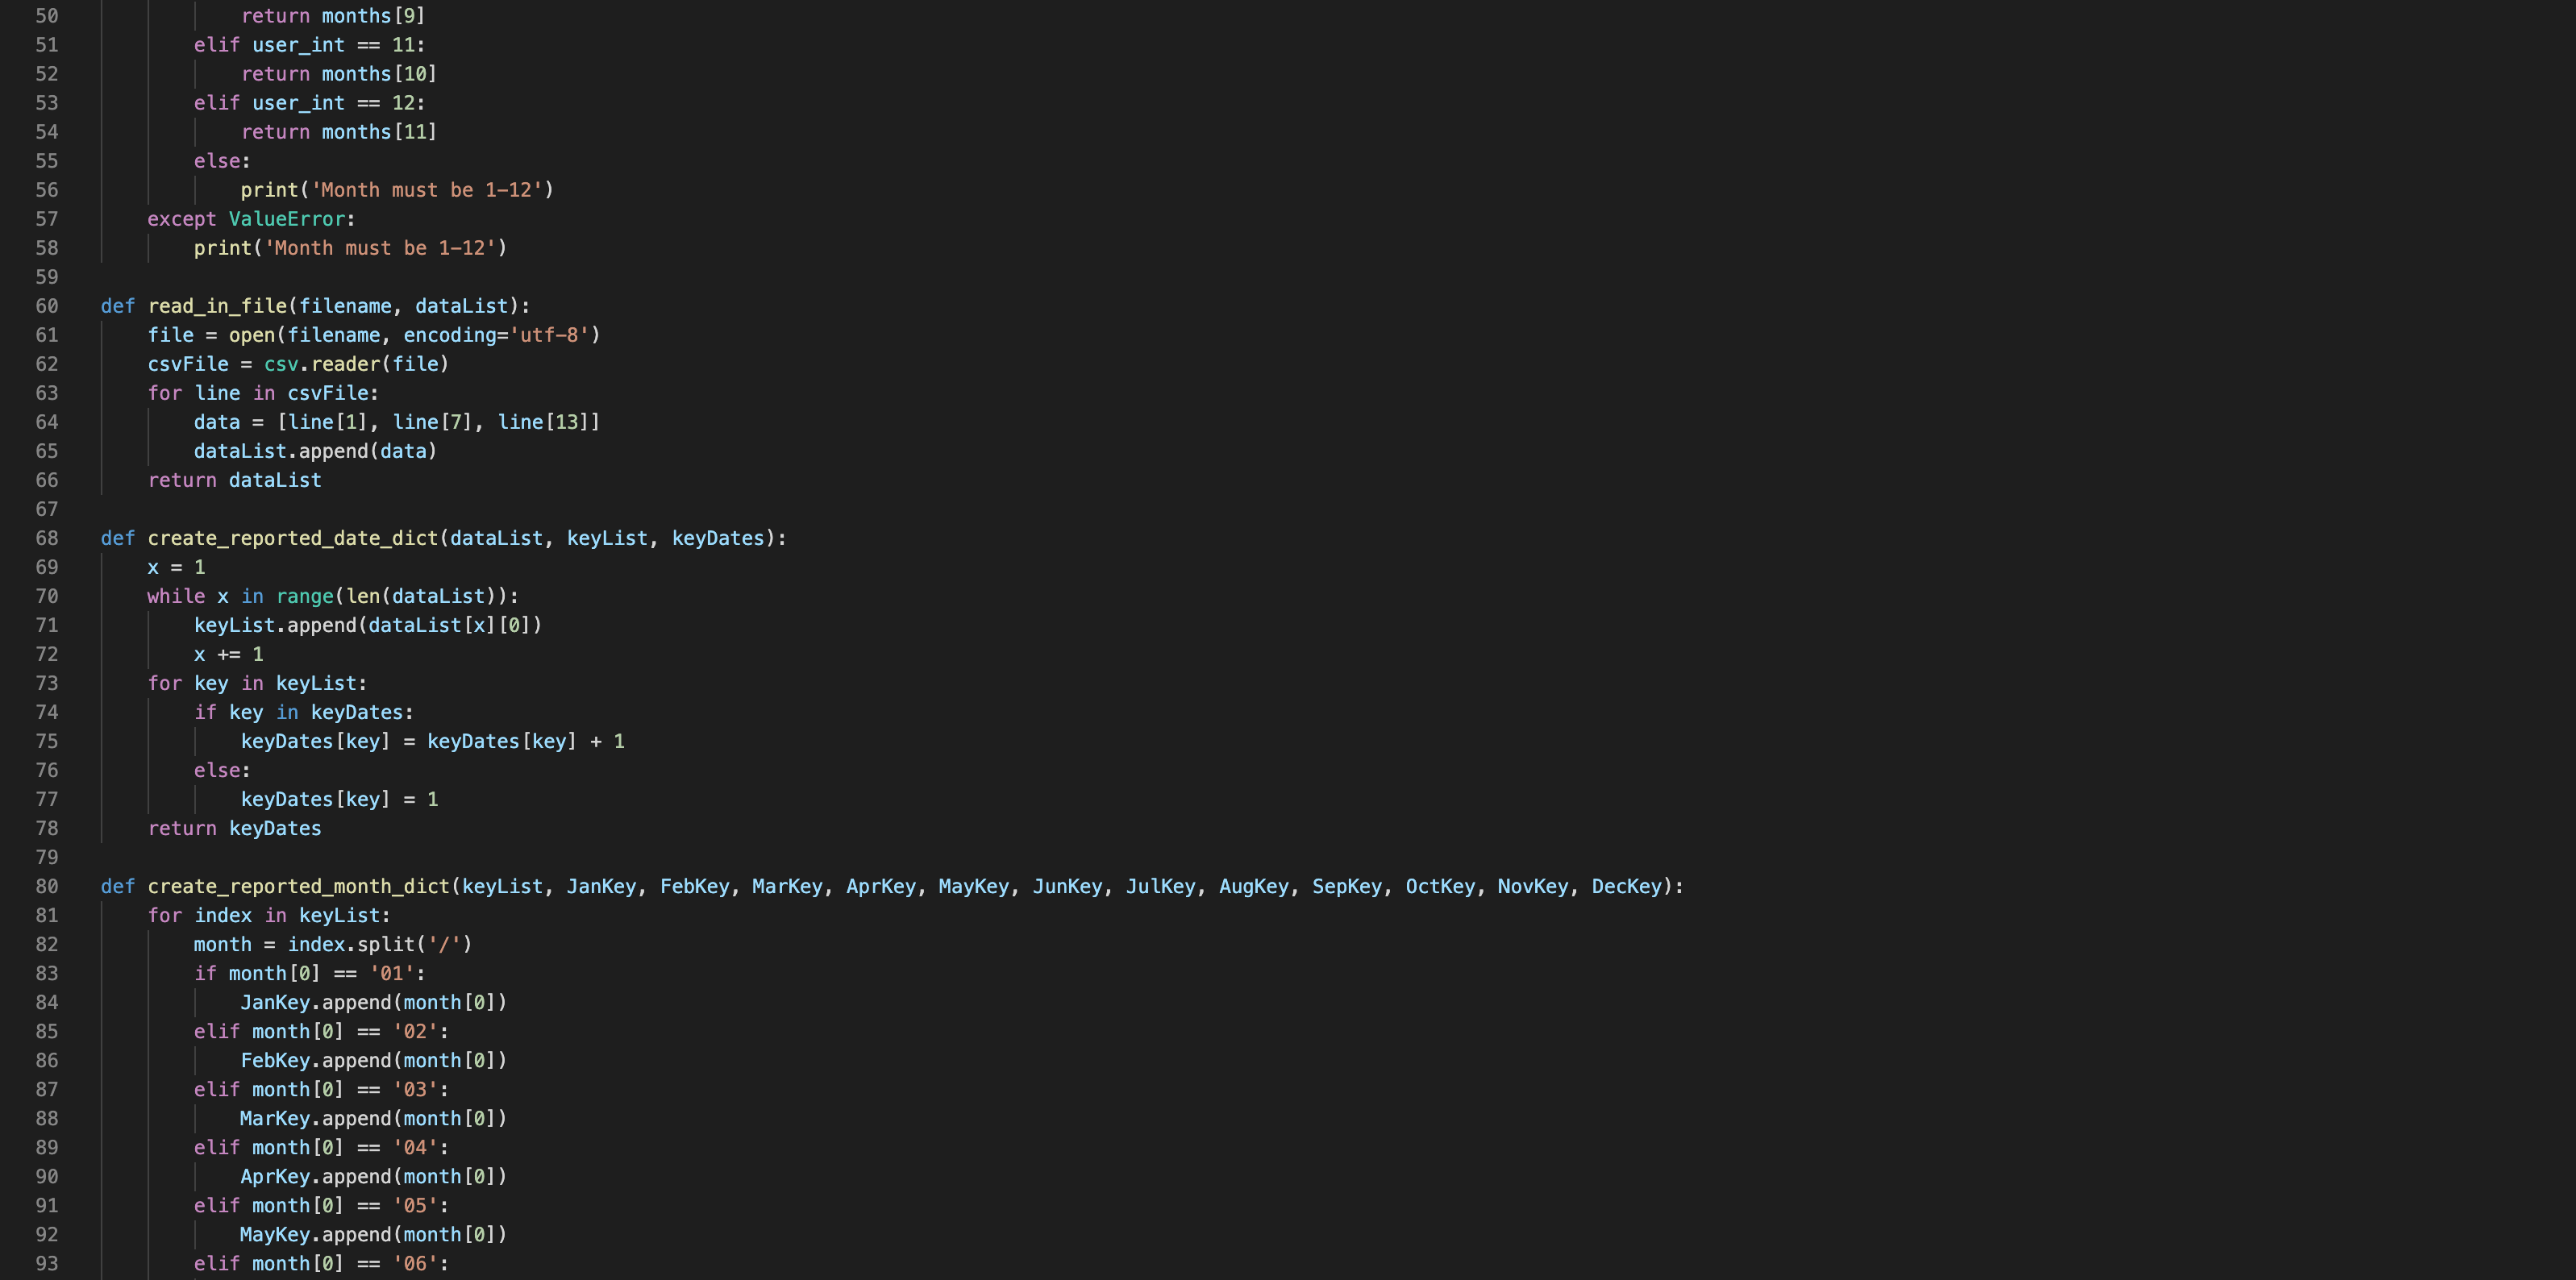 50 return months[9]
51 elif user_int == 11:
52 return months[10]
53 elif user_int == 12:
54 return months[11]
55 else:
56 print('Month must be 1-12')
57 except ValueError:
58 print('Month must be 1-12')
59
60 def read_in_file(filename, dataList):
61 file = open(filename, encoding='utf-8')
62 csvFile = csv.reader(file)
63 for line in csvFile:
64 data = [line[1], line[7], line[13]]
65 dataList.append(data)
66 return dataList
67
68 def create_reported_date_dict(dataList, keyList, keyDates):
69 x = 1
70 while x in range(len(dataList)):
71 keyList.append(dataList[x][0])
72 x += 1
73 for key in keyList:
74 if key in keyDates:
75 keyDates[key] = keyDates[key] + 1
76 else:
77 keyDates[key] = 1
78 return keyDates
79
80 def create_reported_month_dict(keyList, JanKey, FebKey, MarKey, AprKey, MayKey, JunKey, JulKey, AugKey, SepKey, OctKey, NovKey, DecKey):
81 for index in keyList:
82 month = index.split('/')
83 if month[0] == '01':
84 JanKey.append(month[0])
85 elif month[0] == '02':
86 FebKey.append(month[0])
87 elif month[0] == '03':
88 MarKey.append(month[0])
89 elif month[0] == '04':
90 AprKey.append(month[0])
91 elif month[0] == '05':
92 MayKey.append(month[0])
93 elif month[0] == '06':